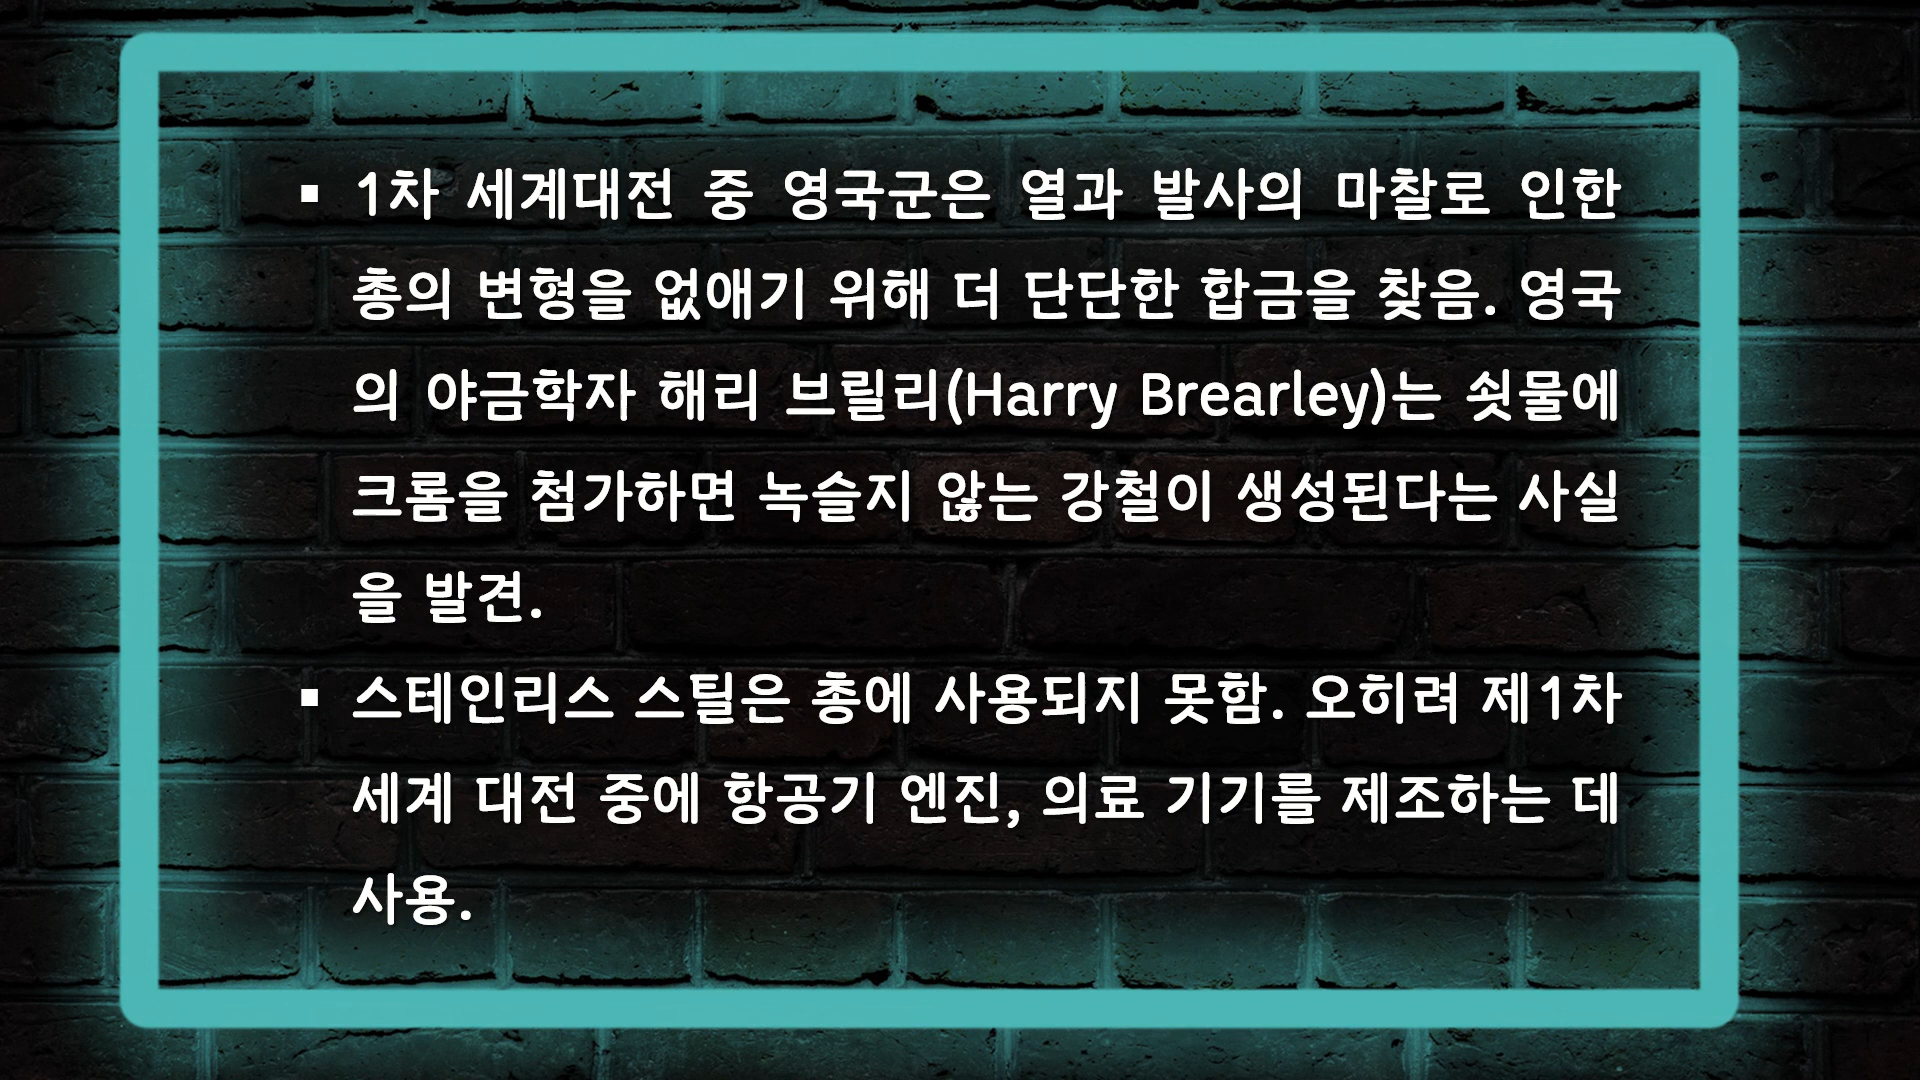 ▪ 1차 세계대전 중 영국군은 열과 발사의 마찰로 인한
총의 변형을 없애기 위해 더 단단한 합금을 찾음. 영국
의 야금학자 해리 브릴리(Harry Brearley)는 쇳물에
크롬을 첨가하면 녹슬지 않는 강철이 생성된다는 사실
을 발견.
▪ 스테인리스 스틸은 총에 사용되지 못함. 오히려 제1차
세계 대전 중에 항공기 엔진, 의료 기기를 제조하는 데
사용.